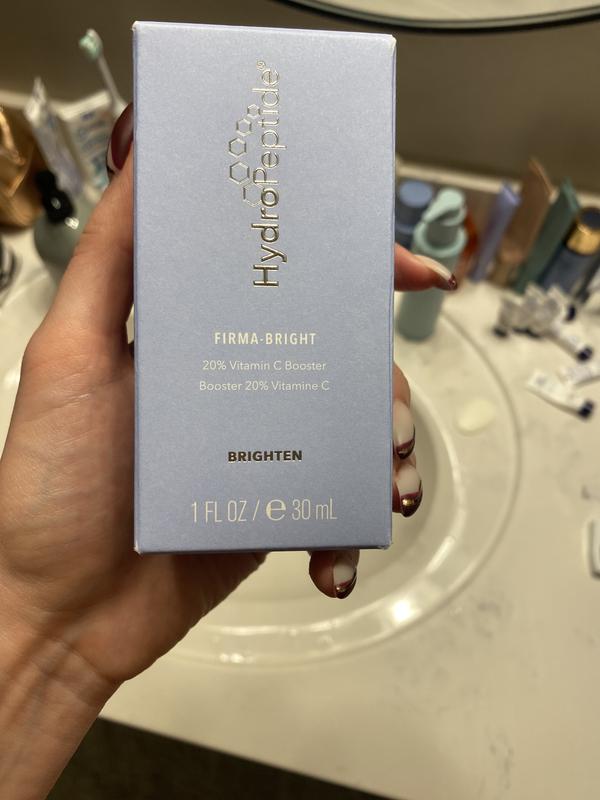 HydroPeptide®
FIRMA-BRIGHT
20% Vitamin C Booster
Booster 20% Vitamine C
BRIGHTEN
1 FL OZ / ℮ 30 mL